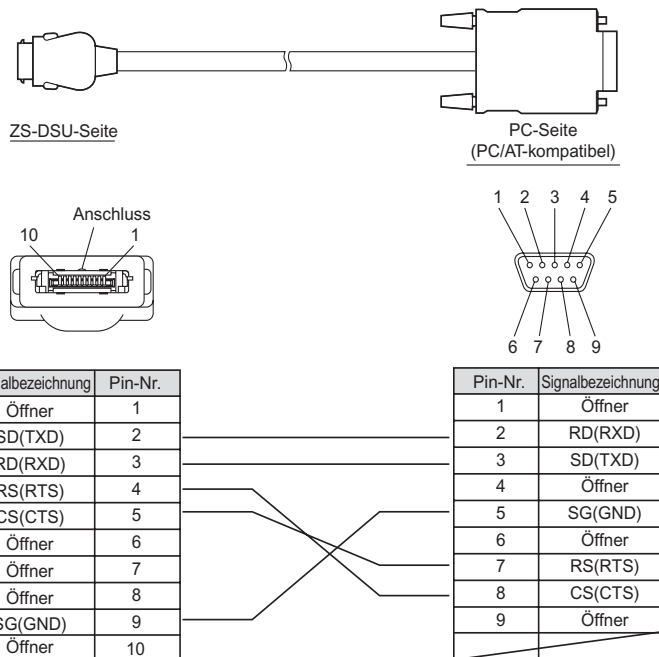 ZS-DSU-Seite
PC-Seite
(PC/AT-kompatibel)
Anschluss
10 1
1 2 3 4 5
6 7 8 9
albezeichnung Pin-Nr.
Öffner 1
SD(TXD) 2
RD(RXD) 3
RS(RTS) 4
CS(CTS) 5
Öffner 6
Öffner 7
Öffner 8
SG(GND) 9
Öffner 10
Pin-Nr. Signalbezeichnung
1 Öffner
2 RD(RXD)
3 SD(TXD)
4 Öffner
5 SG(GND)
6 Öffner
7 RS(RTS)
8 CS(CTS)
9 Öffner